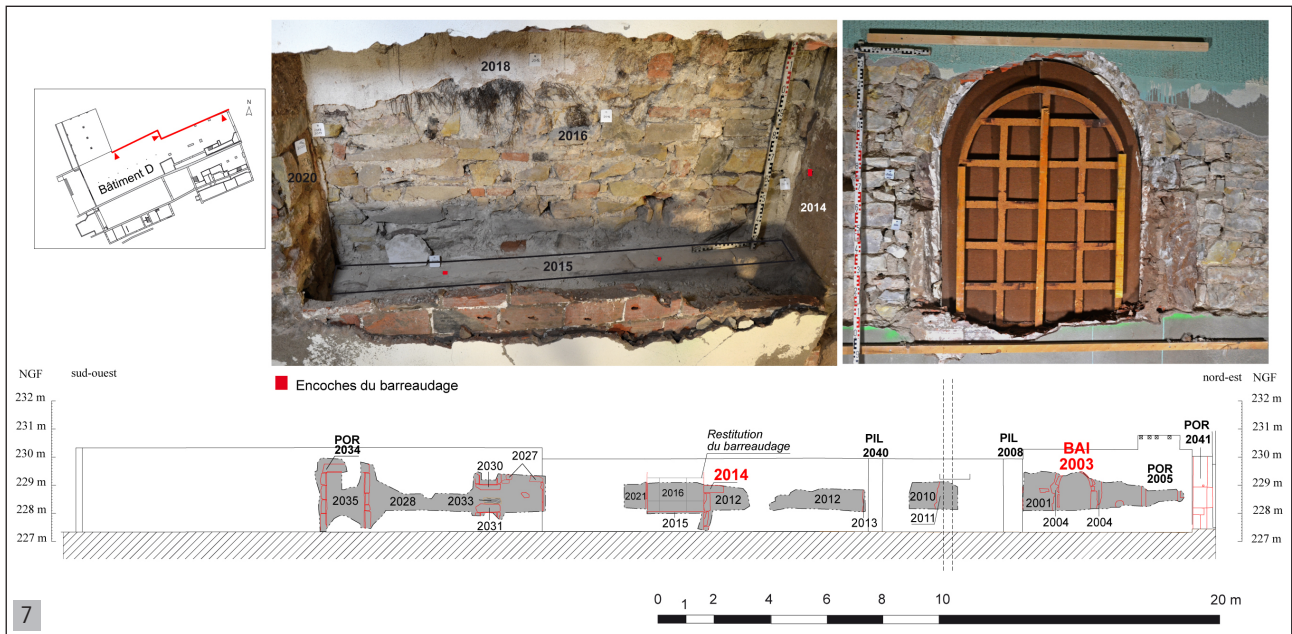 N
Bâtiment D
2018
2016
2020
2014
2015
Encoches du barreaudage
NGF
sud-ouest
nord-est
NGF
232 m
231 m
230 m
229 m
228 m
227 m
232 m
231 m
230 m
229 m
228 m
227 m
POR
2034
2035
2028
2033
2030
2027
2031
Restitution
du barreaudage
2021
2016
2015
2014
2012
2012
PIL
2040
2013
2010
2011
PIL
2008
BAI
2003
2001
2004
2004
POR
2005
POR
2041
7
0
1
2
4
6
8
10
20 m